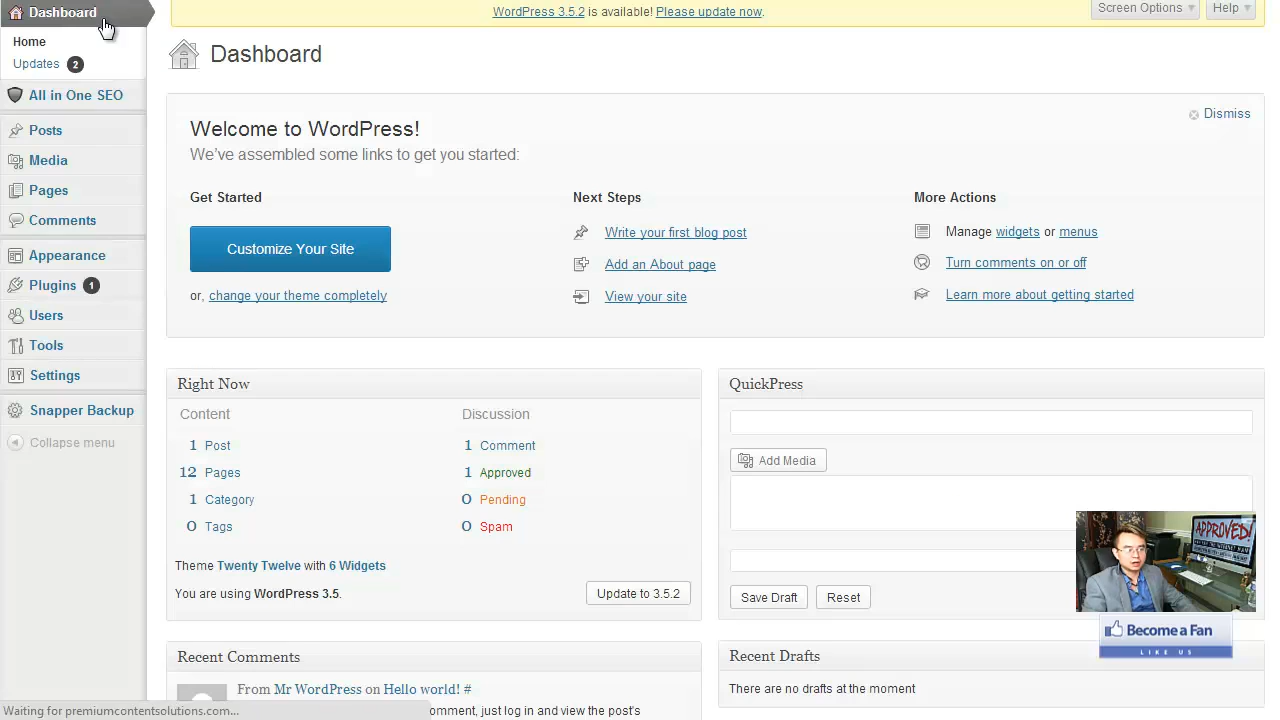 Dashboard
Home
Updates 2
All in One SEO
Posts
Media
Pages
Comments
Appearance
Plugins 1
Users
Tools
Settings
Snapper Backup
Collapse menu
WordPress 3.5.2 is available! Please update now.
Screen Options
Help
Dashboard
Dismiss
Welcome to WordPress!
We've assembled some links to get you started:
Get Started
Customize Your Site
or, change your theme completely
Next Steps
Write your first blog post
Add an About page
View your site
More Actions
Manage widgets or menus
Turn comments on or off
Learn more about getting started
Right Now
Content
1 Post
12 Pages
1 Category
0 Tags
Discussion
1 Comment
1 Approved
0 Pending
0 Spam
Theme Twenty Twelve with 6 Widgets
You are using WordPress 3.5.
Update to 3.5.2
QuickPress
Add Media
Save Draft
Reset
APPROVED!
Become a Fan
LIKE US
Recent Comments
From Mr WordPress on Hello world! #
omment, just log in and view the post's
Recent Drafts
There are no drafts at the moment
Waiting for premiumcontentsolutions.com...